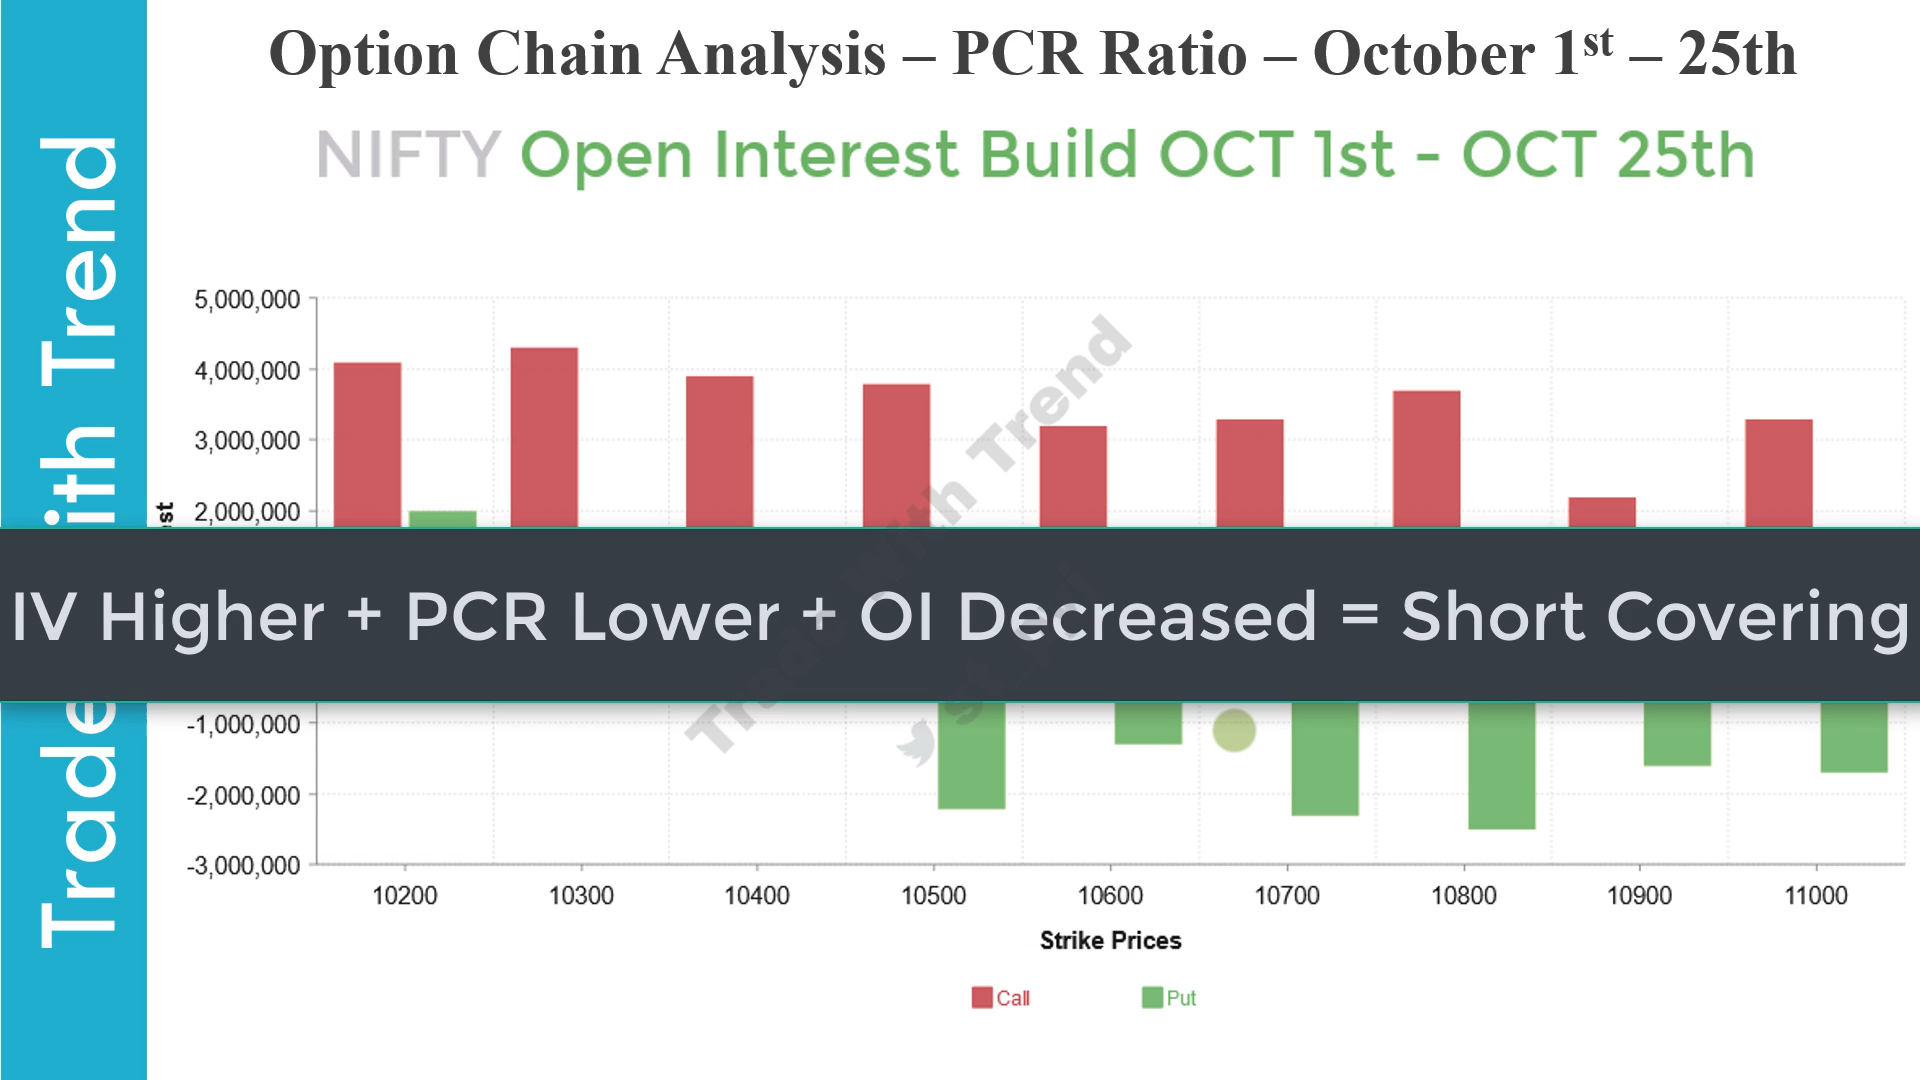 Option Chain Analysis – PCR Ratio – October 1st – 25th
NIFTY Open Interest Build OCT 1st - OCT 25th
5,000,000
4,000,000
3,000,000
2,000,000
IV Higher + PCR Lower + OI Decreased = Short Covering
-1,000,000
-2,000,000
-3,000,000
10200 10300 10400 10500 10600 10700 10800 10900 11000
Strike Prices
Call Put
Trade with Trend
Trade ith Trend